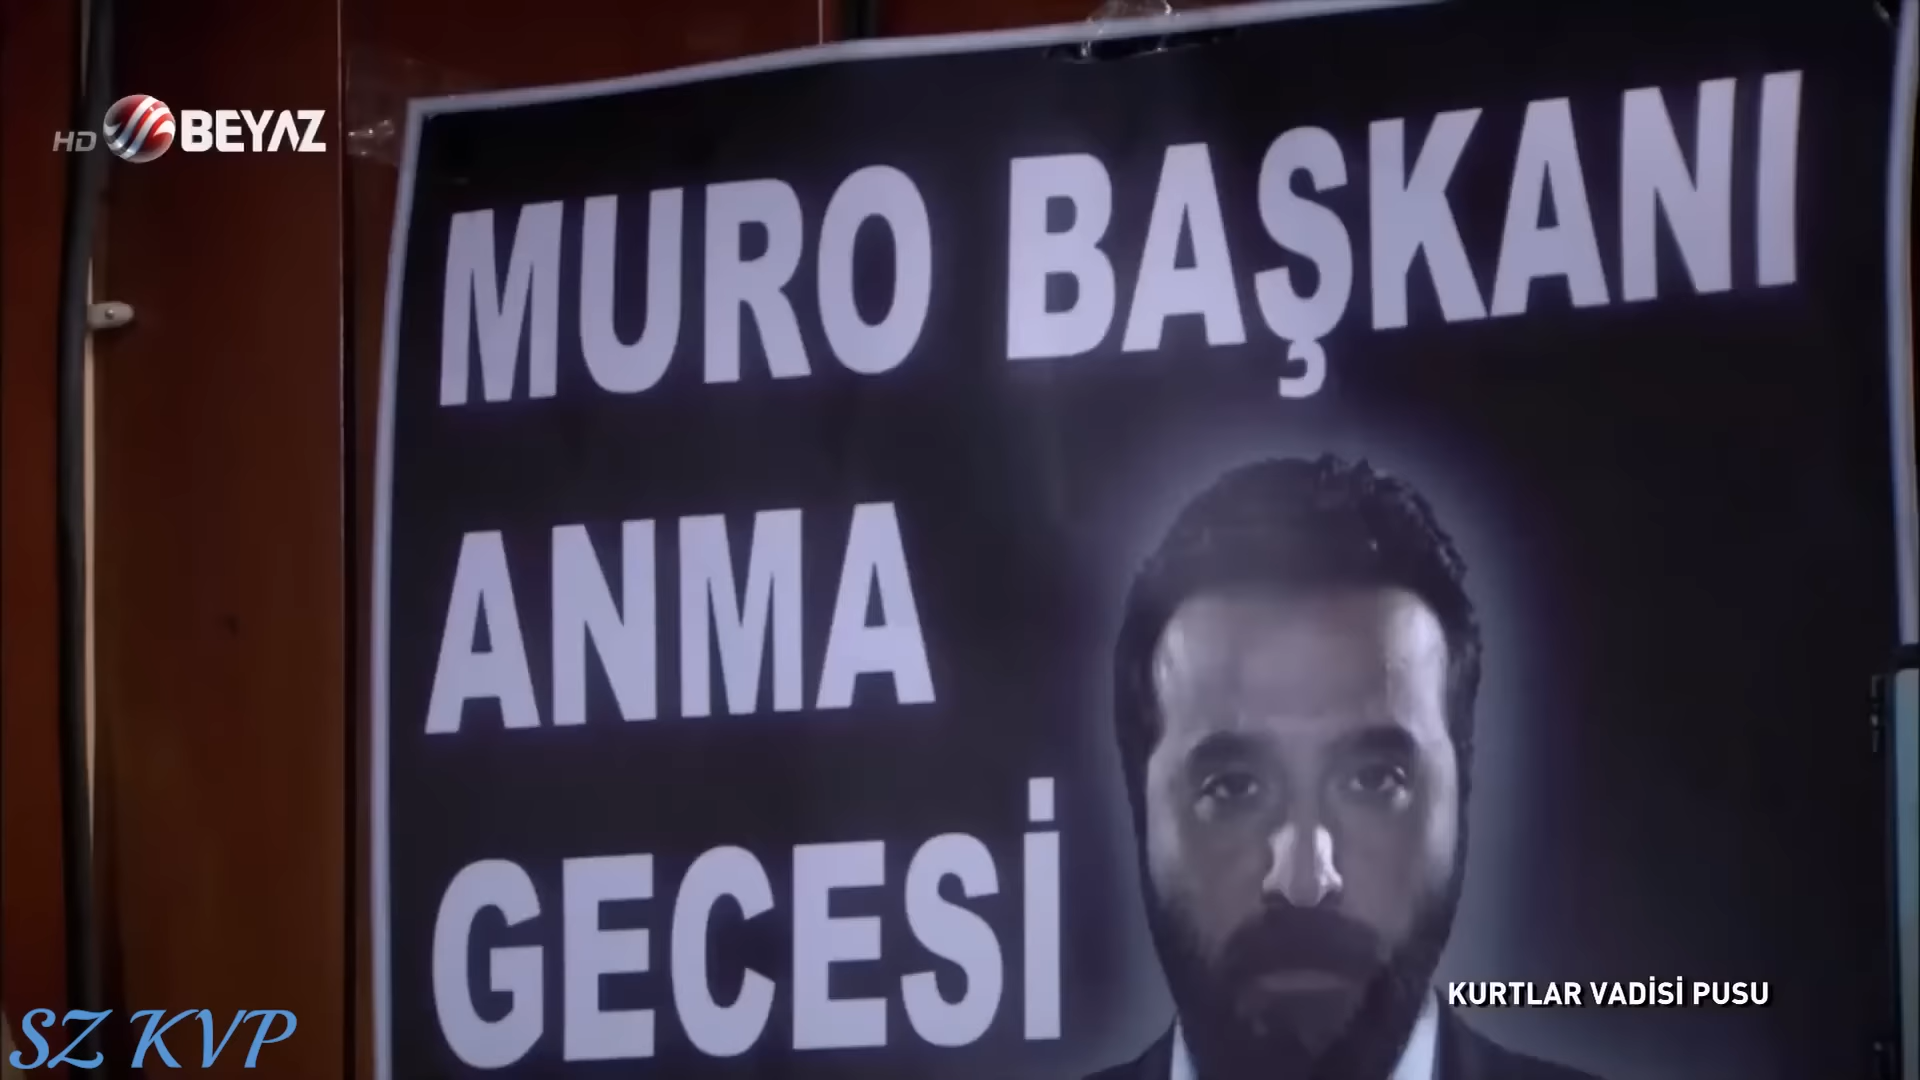 HD BEYAZ
MURO BAŞKANI
ANMA
GECESİ
KURTLAR VADİSİ PUSU
SZ KVP